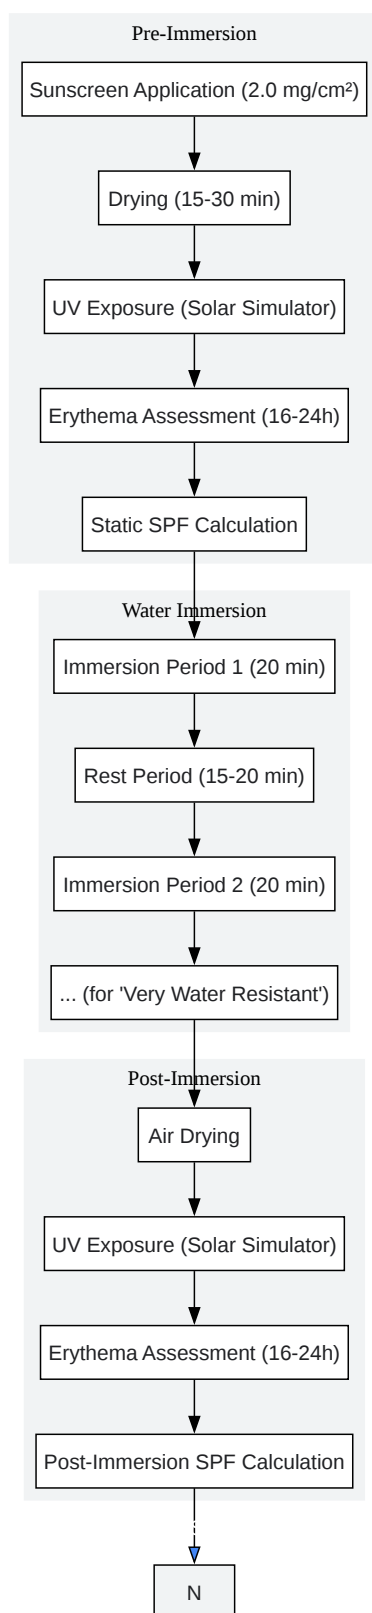 Pre-Immersion
Sunscreen Application (2.0 mg/cm²)
Drying (15-30 min)
UV Exposure (Solar Simulator)
Erythema Assessment (16-24h)
Static SPF Calculation
Water Immersion
Immersion Period 1 (20 min)
Rest Period (15-20 min)
Immersion Period 2 (20 min)
... (for 'Very Water Resistant')
Post-Immersion
Air Drying
UV Exposure (Solar Simulator)
Erythema Assessment (16-24h)
Post-Immersion SPF Calculation
N